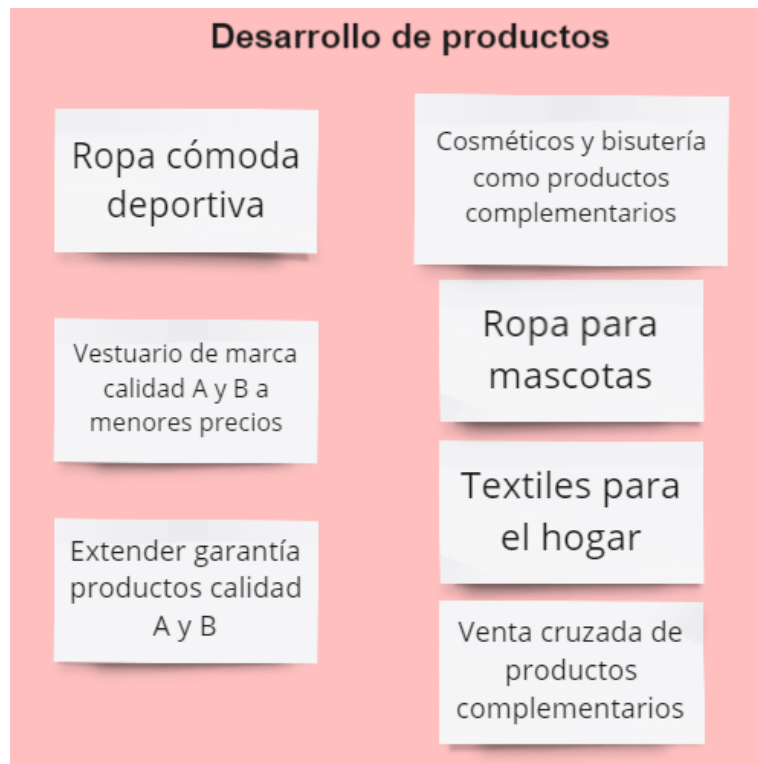 Desarrollo de productos
Ropa cómoda
deportiva
Vestuario de marca
calidad A y B a
menores precios
Extender garantía
productos calidad
A y B
Cosméticos y bisutería
como productos
complementarios
Ropa para
mascotas
Textiles para
el hogar
Venta cruzada de
productos
complementarios